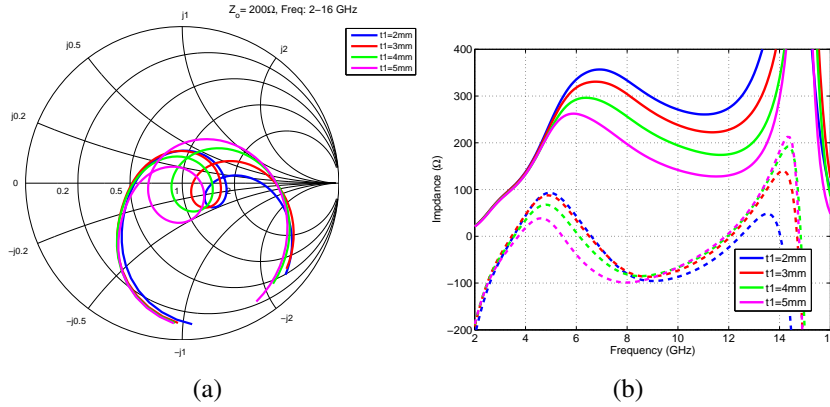 Z_o = 200Ω, Freq: 2−16 GHz
j1
j0.5
j2
j0.2
0
0.2
0.5
1
2
−j0.2
−j0.5
−j2
−j1
t1=2mm
t1=3mm
t1=4mm
t1=5mm
(a)
400
300
200
100
0
−100
−200
Impdance (Ω)
2
4
6
8
10
12
14
16
Frequency (GHz)
t1=2mm
t1=3mm
t1=4mm
t1=5mm
(b)